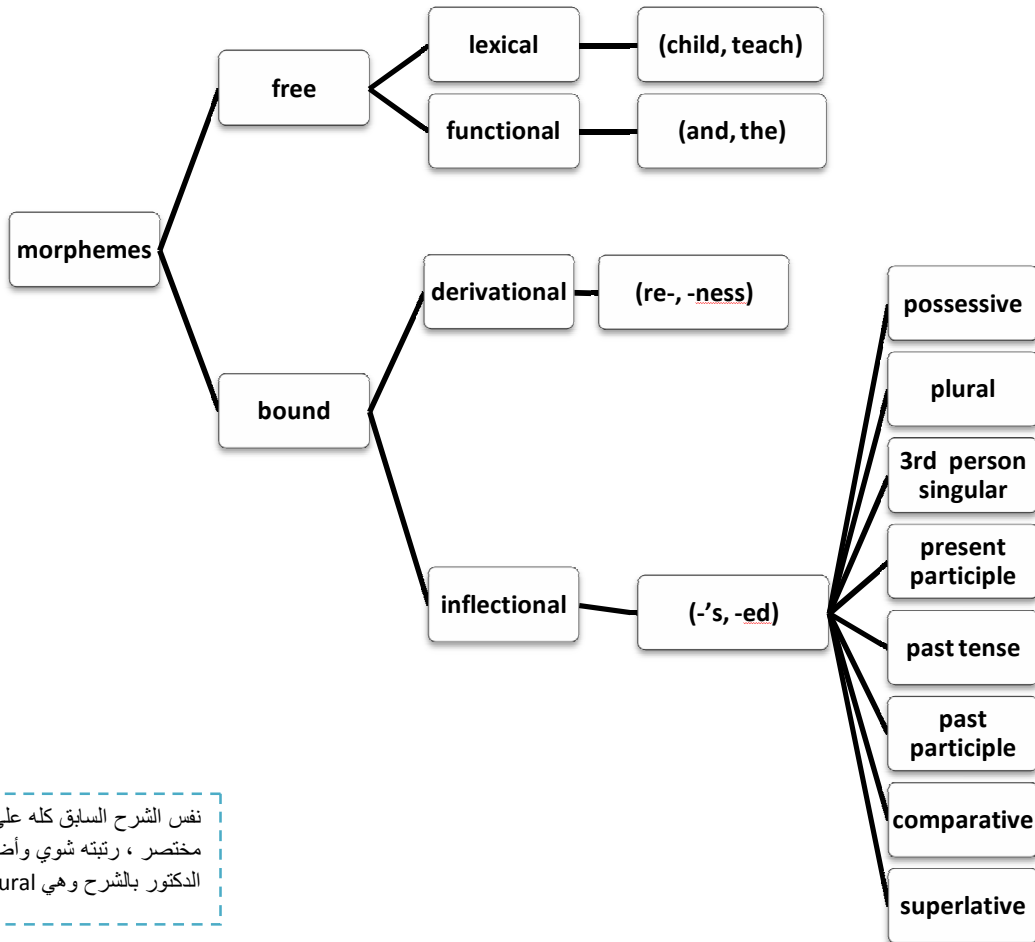 morphemes
free
lexical
(child, teach)
functional
(and, the)
bound
derivational
(re-, -ness)
inflectional
(-'s, -ed)
possessive
plural
3rd person
singular
present
participle
past tense
past
participle
comparative
superlative
نفس الشرح السابق كله
مختصر ، رتبته شوي
الدكتور بالشرح وهي